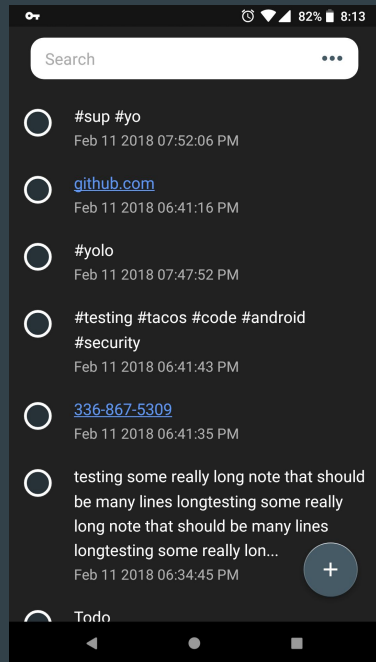 82% 8:13
Search
#sup #yo
Feb 11 2018 07:52:06 PM
github.com
Feb 11 2018 06:41:16 PM
#yolo
Feb 11 2018 07:47:52 PM
#testing #tacos #code #android
#security
Feb 11 2018 06:41:43 PM
336-867-5309
Feb 11 2018 06:41:35 PM
testing some really long note that should
be many lines longtesting some really
long note that should be many lines
longtesting some really lon...
Feb 11 2018 06:34:45 PM
Todo